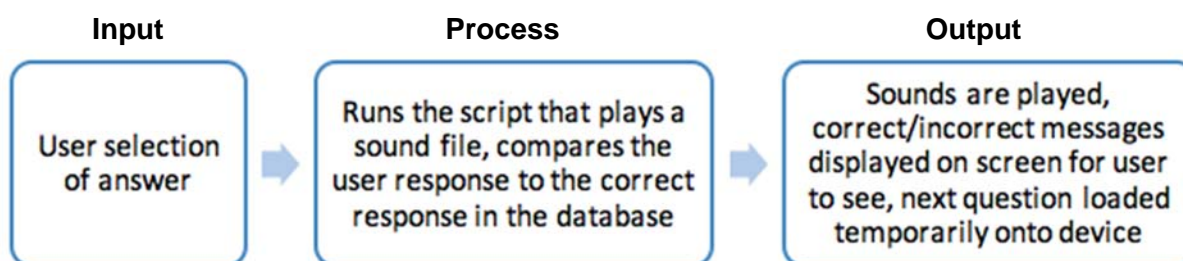 Input
Process
Output
User selection
of answer
Runs the script that plays a
sound file, compares the
user response to the correct
response in the database
Sounds are played,
correct/incorrect messages
displayed on screen for user
to see, next question loaded
temporarily onto device